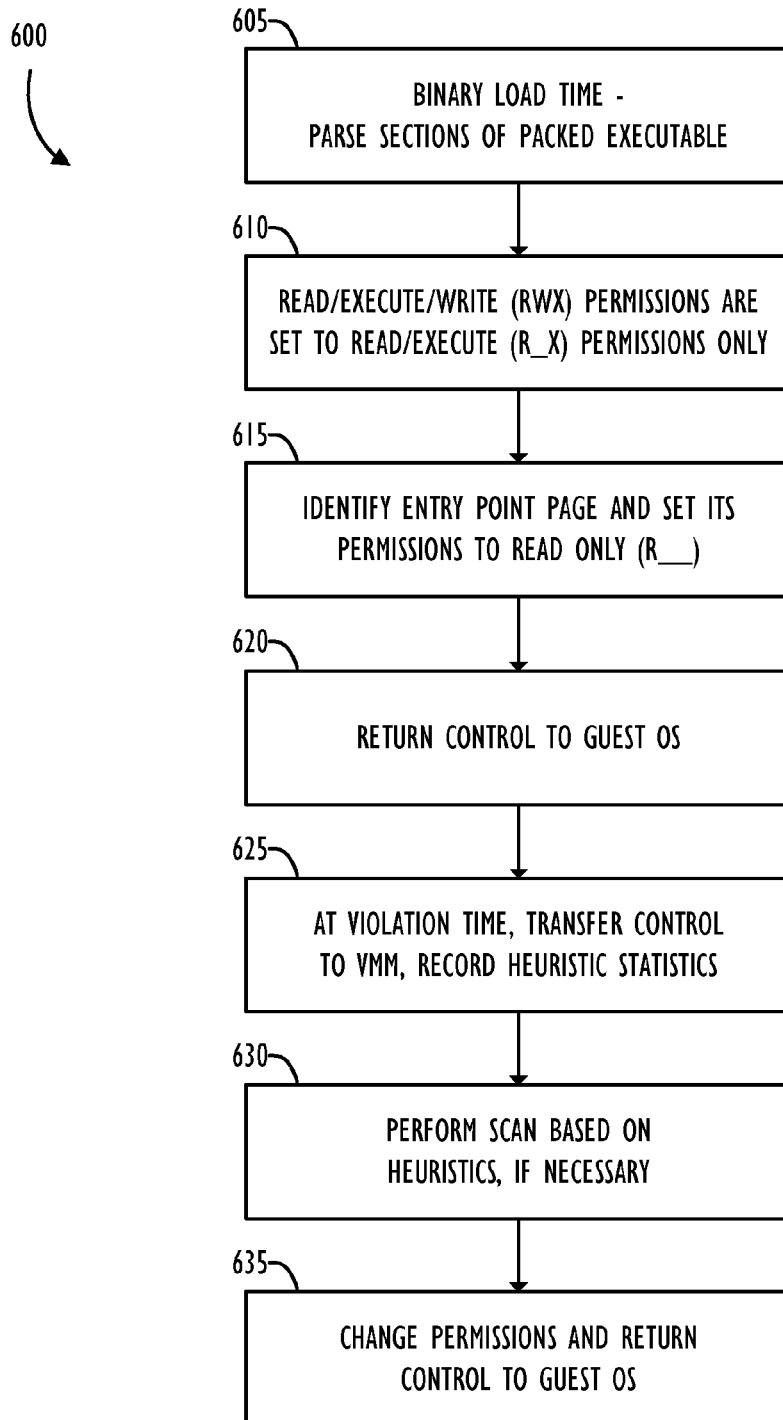 600
605
BINARY LOAD TIME -
PARSE SECTIONS OF PACKED EXECUTABLE
610
READ/EXECUTE/WRITE (RWX) PERMISSIONS ARE
SET TO READ/EXECUTE (R_X) PERMISSIONS ONLY
615
IDENTIFY ENTRY POINT PAGE AND SET ITS
PERMISSIONS TO READ ONLY (R__)
620
RETURN CONTROL TO GUEST OS
625
AT VIOLATION TIME, TRANSFER CONTROL
TO VMM, RECORD HEURISTIC STATISTICS
630
PERFORM SCAN BASED ON
HEURISTICS, IF NECESSARY
635
CHANGE PERMISSIONS AND RETURN
CONTROL TO GUEST OS